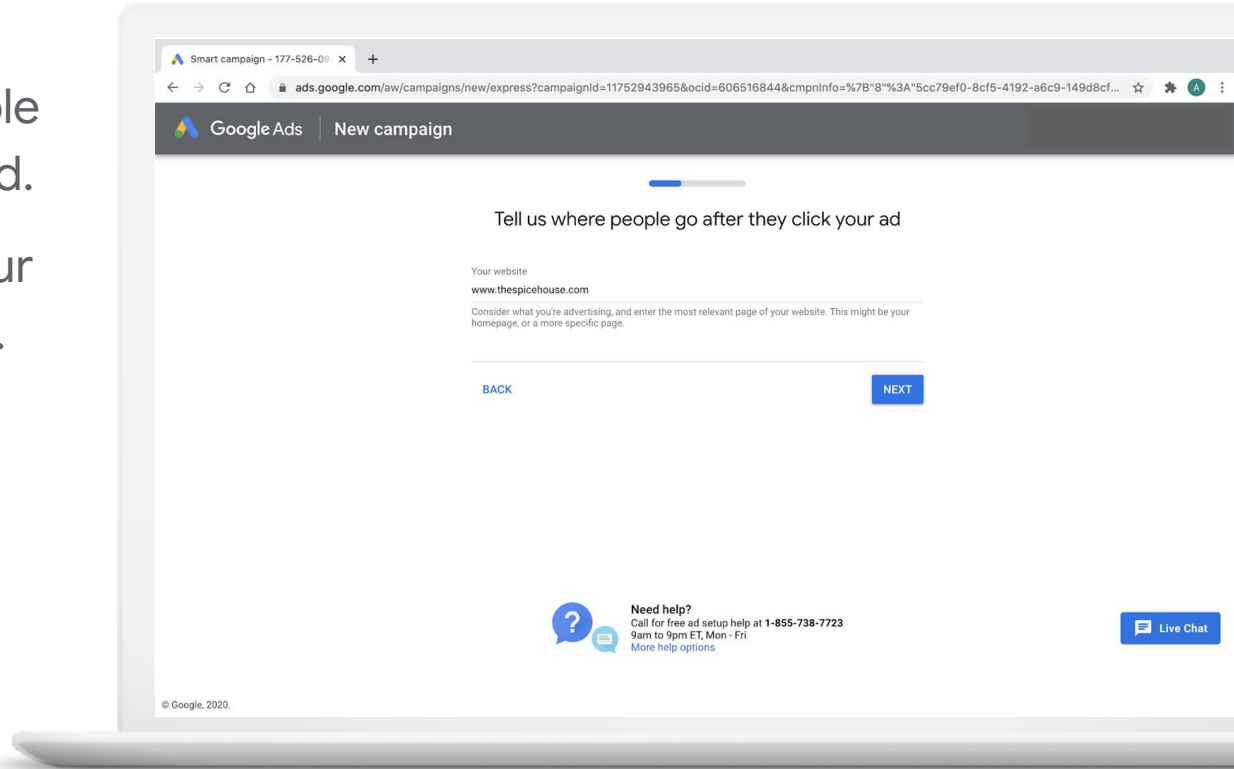 ple
d.
ur
.
Smart campaign - 177-526-09
ads.google.com/aw/campaigns/new/express?campaignId=11752943965&ocid=606516844&cmpnInfo=%7B"8"%3A"5cc79ef0-8cf5-4192-a6c9-149d8cf...
A
Google Ads New campaign
Tell us where people go after they click your ad
Your website
www.thespicehouse.com
Consider what you're advertising, and enter the most relevant page of your website. This might be your
homepage, or a more specific page.
BACK NEXT
?
Need help?
Call for free ad setup help at 1-855-738-7723
9am to 9pm ET, Mon - Fri
More help options
Live Chat
© Google, 2020.